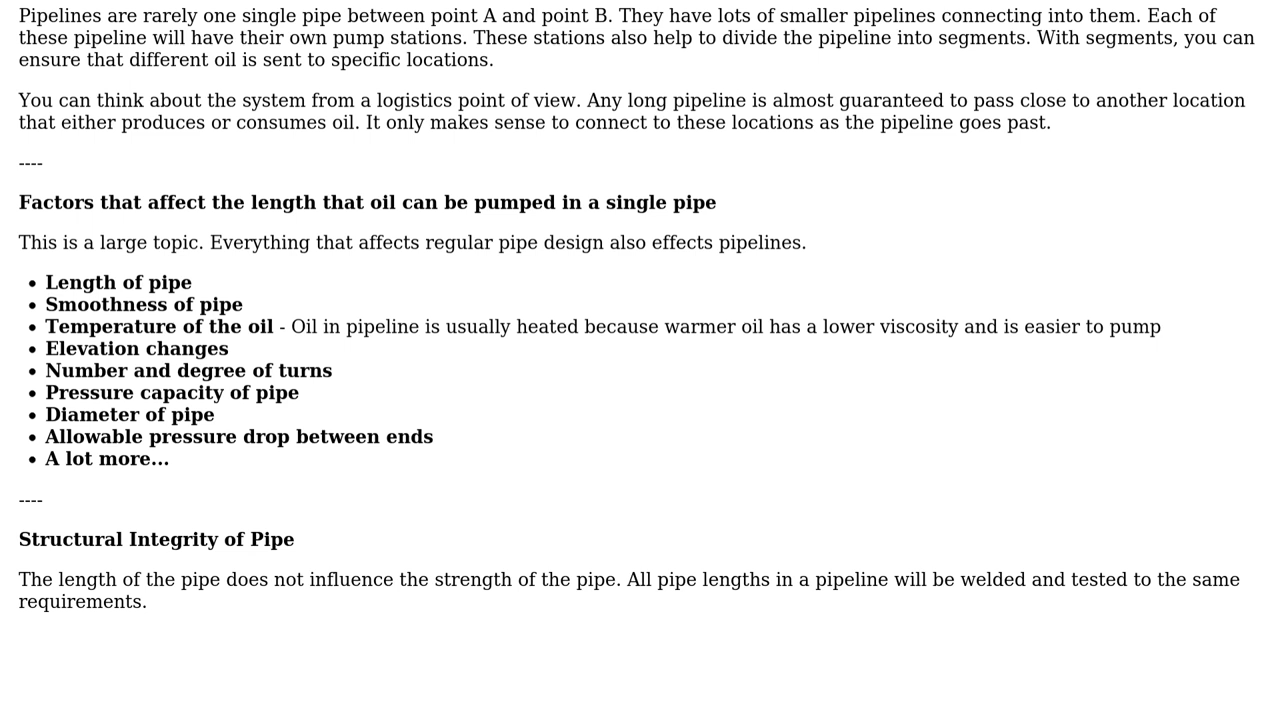 Pipelines are rarely one single pipe between point A and point B. They have lots of smaller pipelines connecting into them. Each of
these pipeline will have their own pump stations. These stations also help to divide the pipeline into segments. With segments, you can
ensure that different oil is sent to specific locations.
You can think about the system from a logistics point of view. Any long pipeline is almost guaranteed to pass close to another location
that either produces or consumes oil. It only makes sense to connect to these locations as the pipeline goes past.
----
Factors that affect the length that oil can be pumped in a single pipe
This is a large topic. Everything that affects regular pipe design also effects pipelines.
• Length of pipe
• Smoothness of pipe
• Temperature of the oil - Oil in pipeline is usually heated because warmer oil has a lower viscosity and is easier to pump
• Elevation changes
• Number and degree of turns
• Pressure capacity of pipe
• Diameter of pipe
• Allowable pressure drop between ends
• A lot more...
----
Structural Integrity of Pipe
The length of the pipe does not influence the strength of the pipe. All pipe lengths in a pipeline will be welded and tested to the same
requirements.